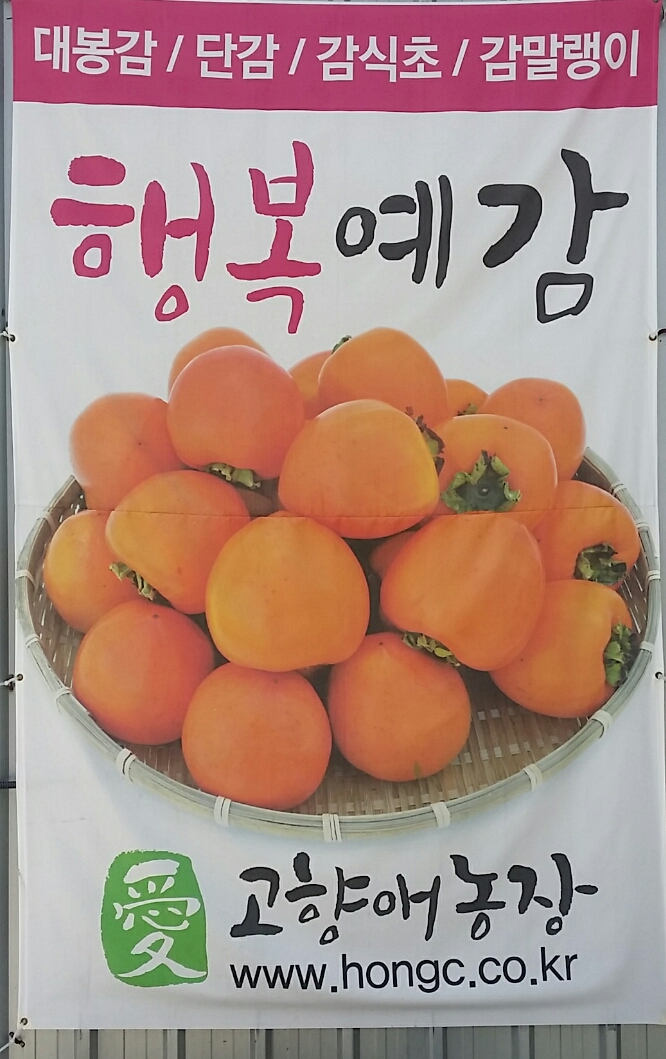 대봉감 / 단감 / 감식초 / 감말랭이
행복예감
愛 고향애농장
www.hongc.co.kr